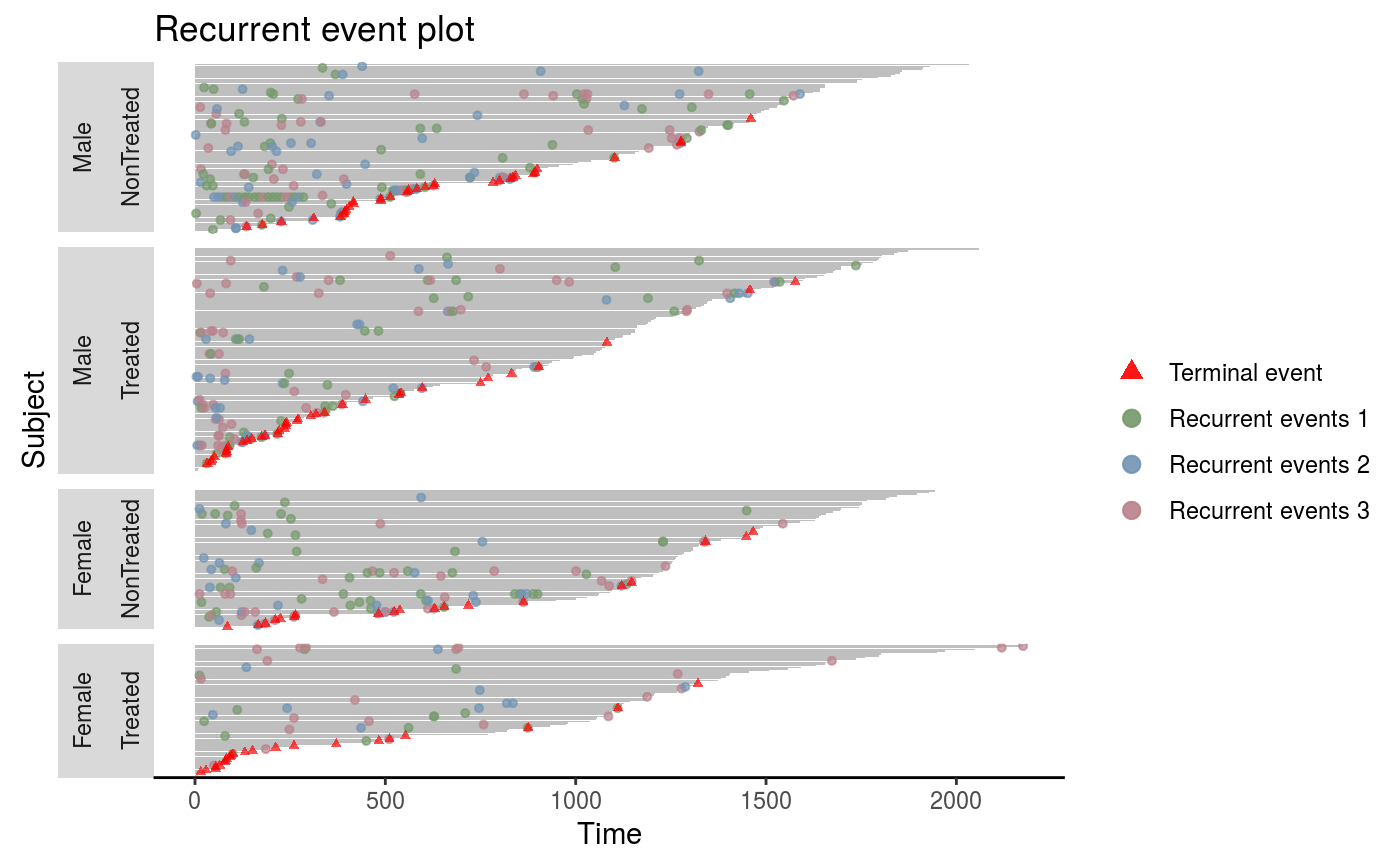 Recurrent event plot
Subject
Male
NonTreated
Male
Treated
Female
NonTreated
Female
Treated
0 500 1000 1500 2000
Time
Terminal event
Recurrent events 1
Recurrent events 2
Recurrent events 3